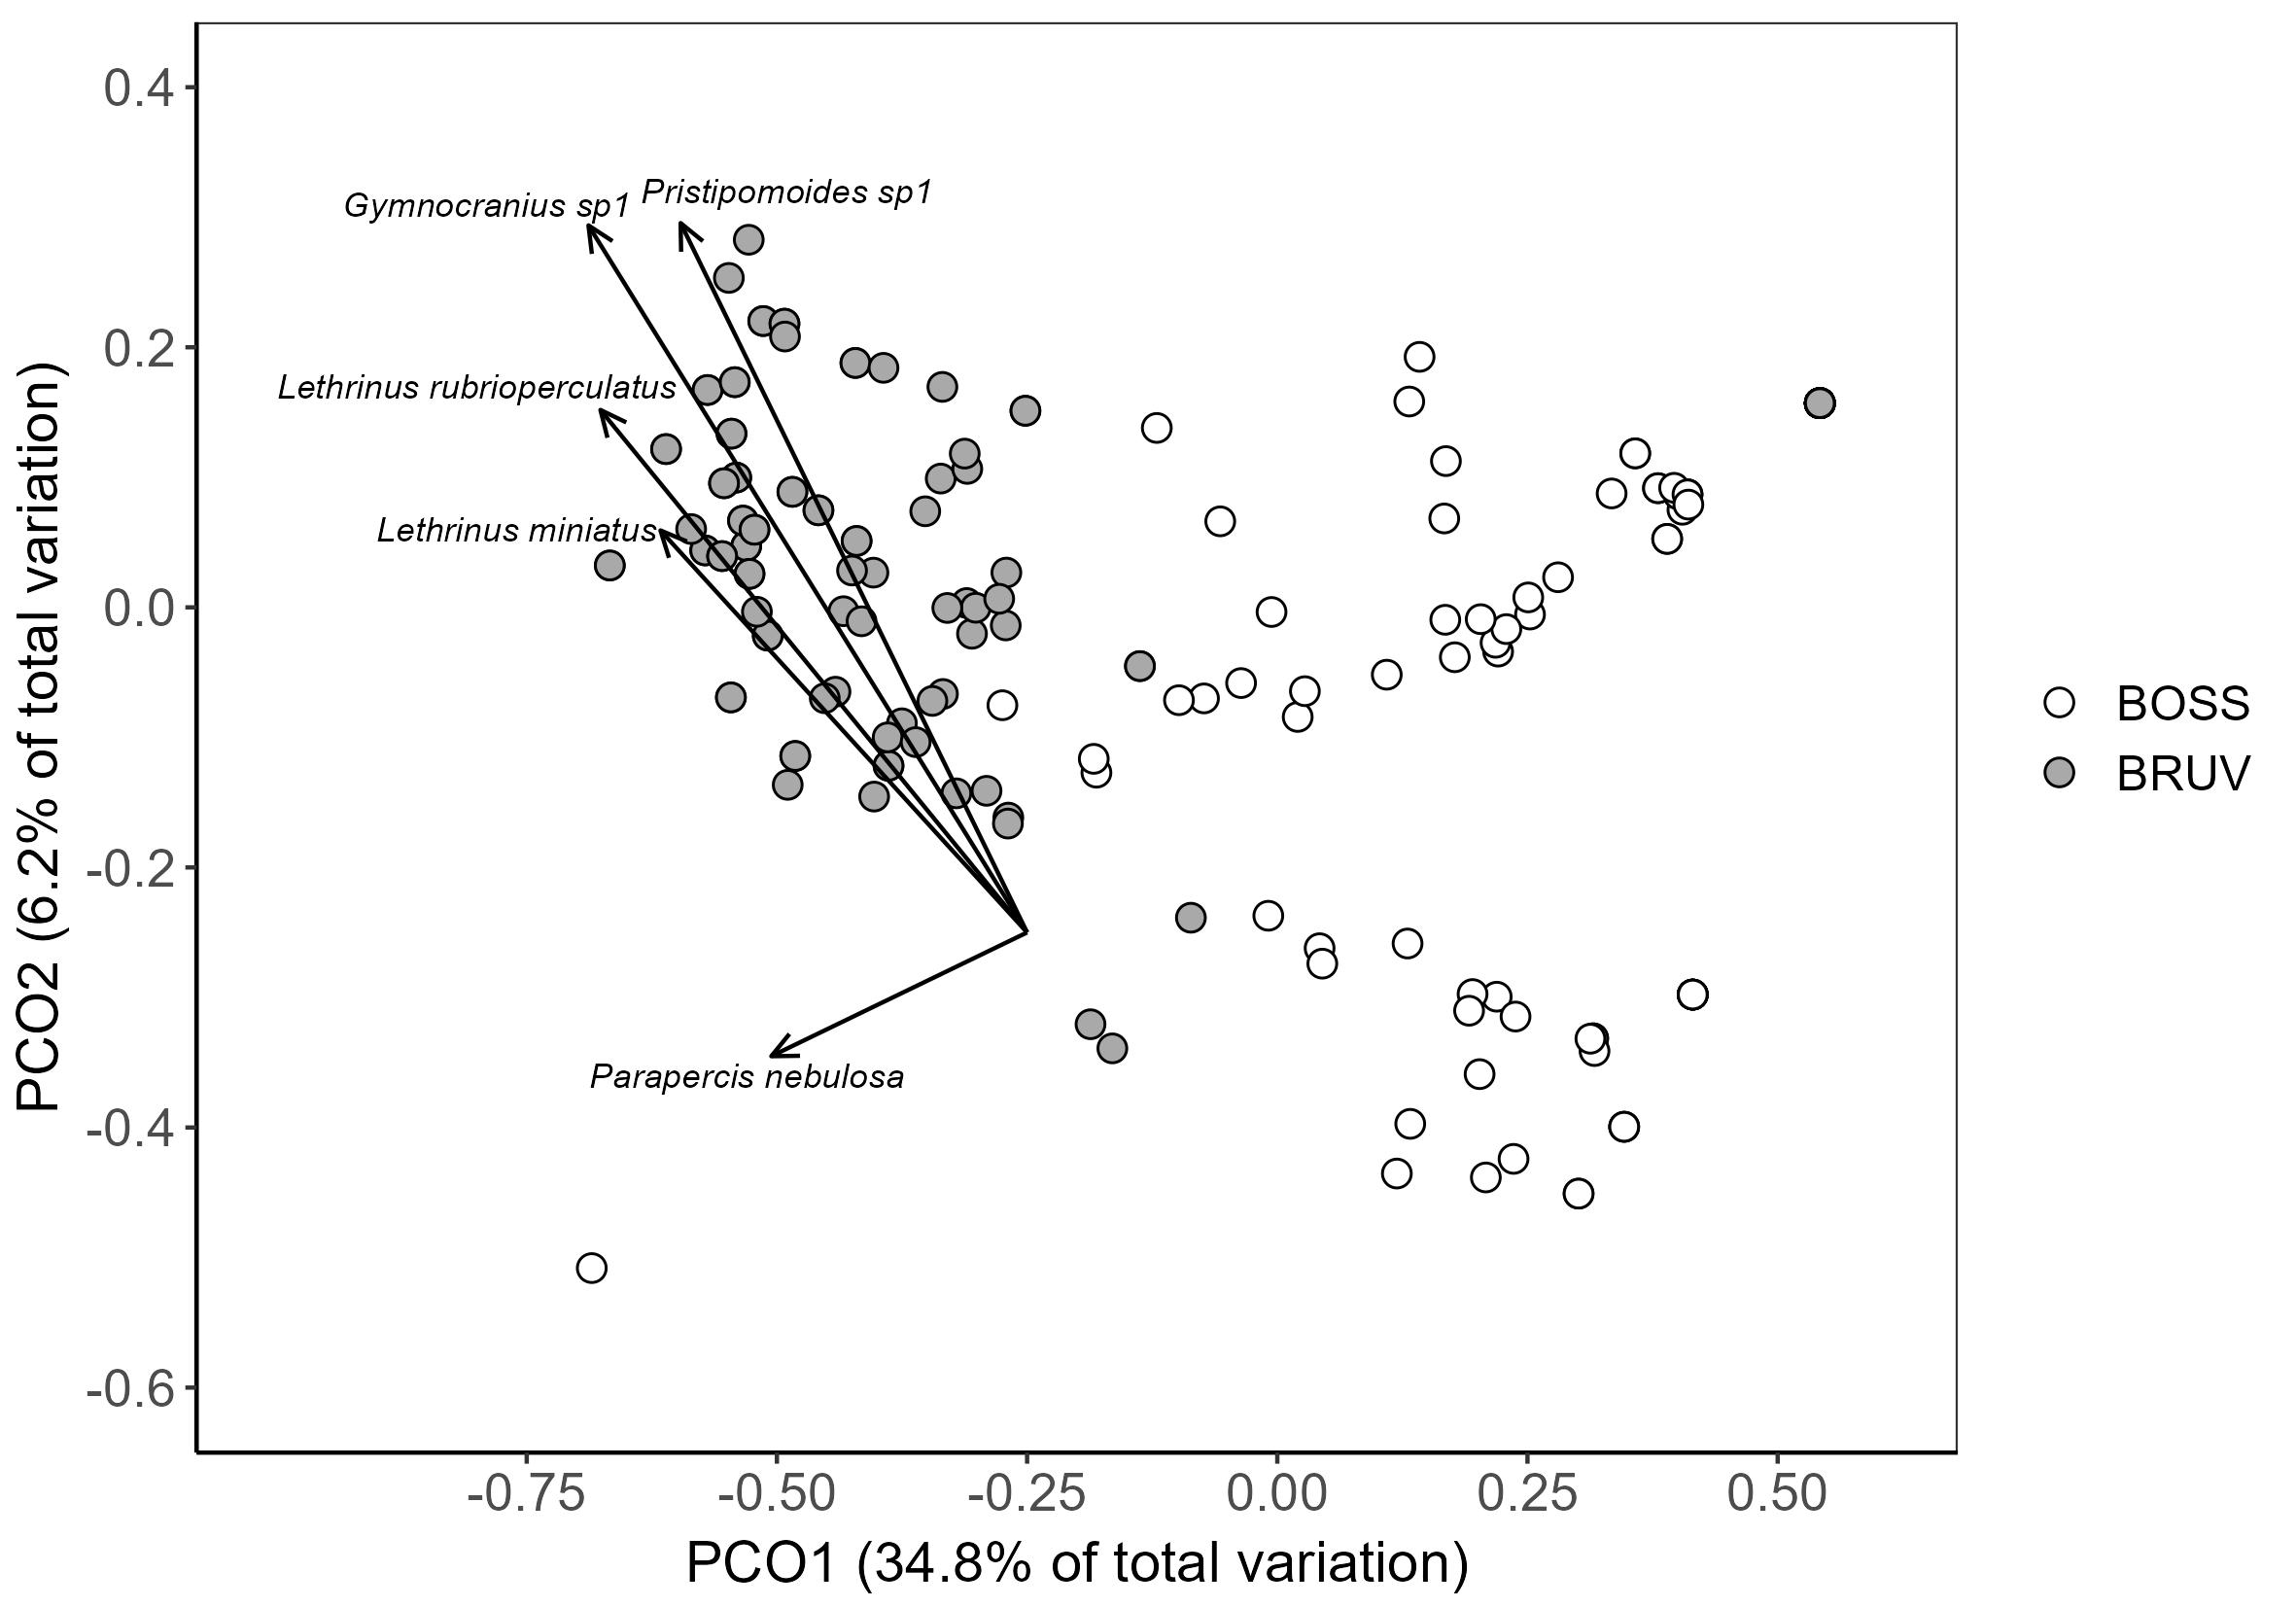 Gymnocranius sp1
Pristipomoides sp1
Lethrinus rubrioperculatus
Lethrinus miniatus
Parapercis nebulosa
0.4
0.2
0.0
-0.2
-0.4
-0.6
PCO2 (6.2% of total variation)
-0.75
-0.50
-0.25
0.00
0.25
0.50
PCO1 (34.8% of total variation)
BOSS
BRUV